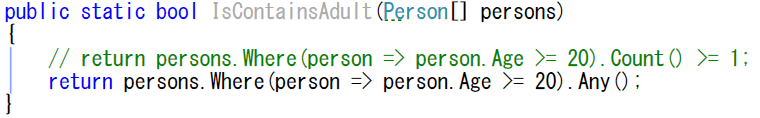 public static bool IsContainsAdult(Person[] persons)
{
    // return persons.Where(person => person.Age >= 20).Count() >= 1;
    return persons.Where(person => person.Age >= 20).Any();
}